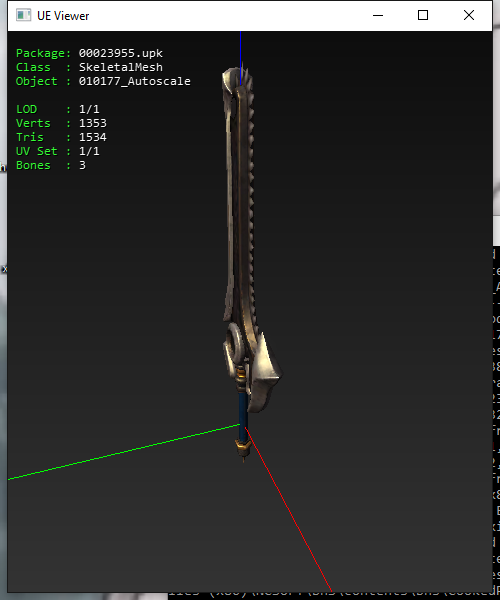 UE Viewer
Package: 00023955.upk
Class  : SkeletalMesh
Object : 010177_Autoscale
LOD    : 1/1
Verts  : 1353
Tris   : 1534
UV Set : 1/1
Bones  : 3